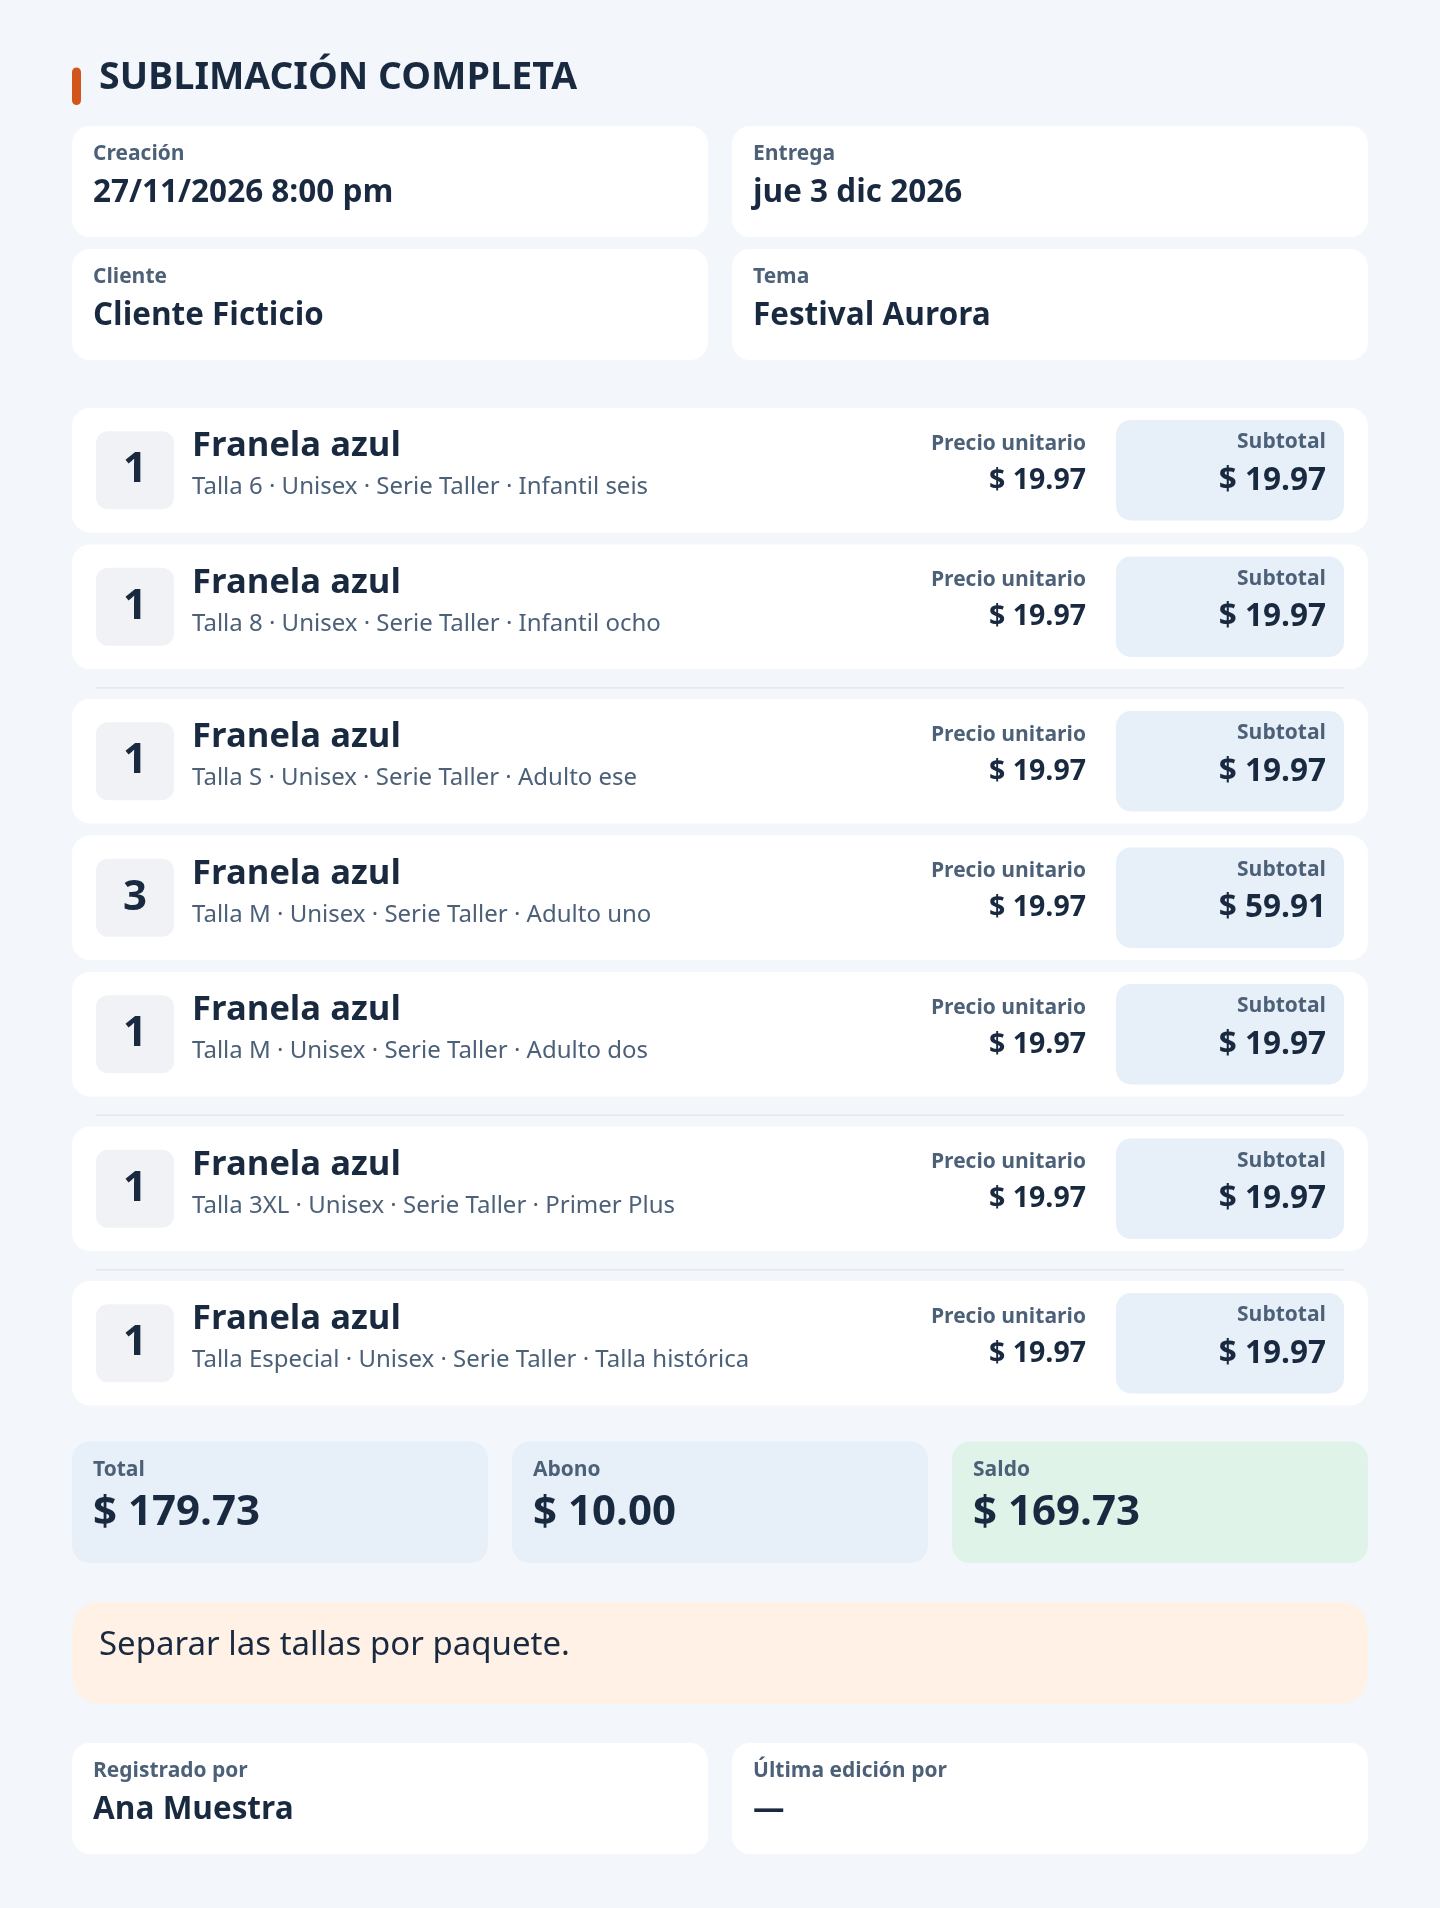 SUBLIMACIÓN COMPLETA
Creación
27/11/2026 8:00 pm
Entrega
jue 3 dic 2026
Cliente
Cliente Ficticio
Tema
Festival Aurora
1
Franela azul
Talla 6 · Unisex · Serie Taller · Infantil seis
Precio unitario
$ 19.97
Subtotal
$ 19.97
1
Franela azul
Talla 8 · Unisex · Serie Taller · Infantil ocho
Precio unitario
$ 19.97
Subtotal
$ 19.97
1
Franela azul
Talla S · Unisex · Serie Taller · Adulto ese
Precio unitario
$ 19.97
Subtotal
$ 19.97
3
Franela azul
Talla M · Unisex · Serie Taller · Adulto uno
Precio unitario
$ 19.97
Subtotal
$ 59.91
1
Franela azul
Talla M · Unisex · Serie Taller · Adulto dos
Precio unitario
$ 19.97
Subtotal
$ 19.97
1
Franela azul
Talla 3XL · Unisex · Serie Taller · Primer Plus
Precio unitario
$ 19.97
Subtotal
$ 19.97
1
Franela azul
Talla Especial · Unisex · Serie Taller · Talla histórica
Precio unitario
$ 19.97
Subtotal
$ 19.97
Total
$ 179.73
Abono
$ 10.00
Saldo
$ 169.73
Separar las tallas por paquete.
Registrado por
Ana Muestra
Última edición por
—